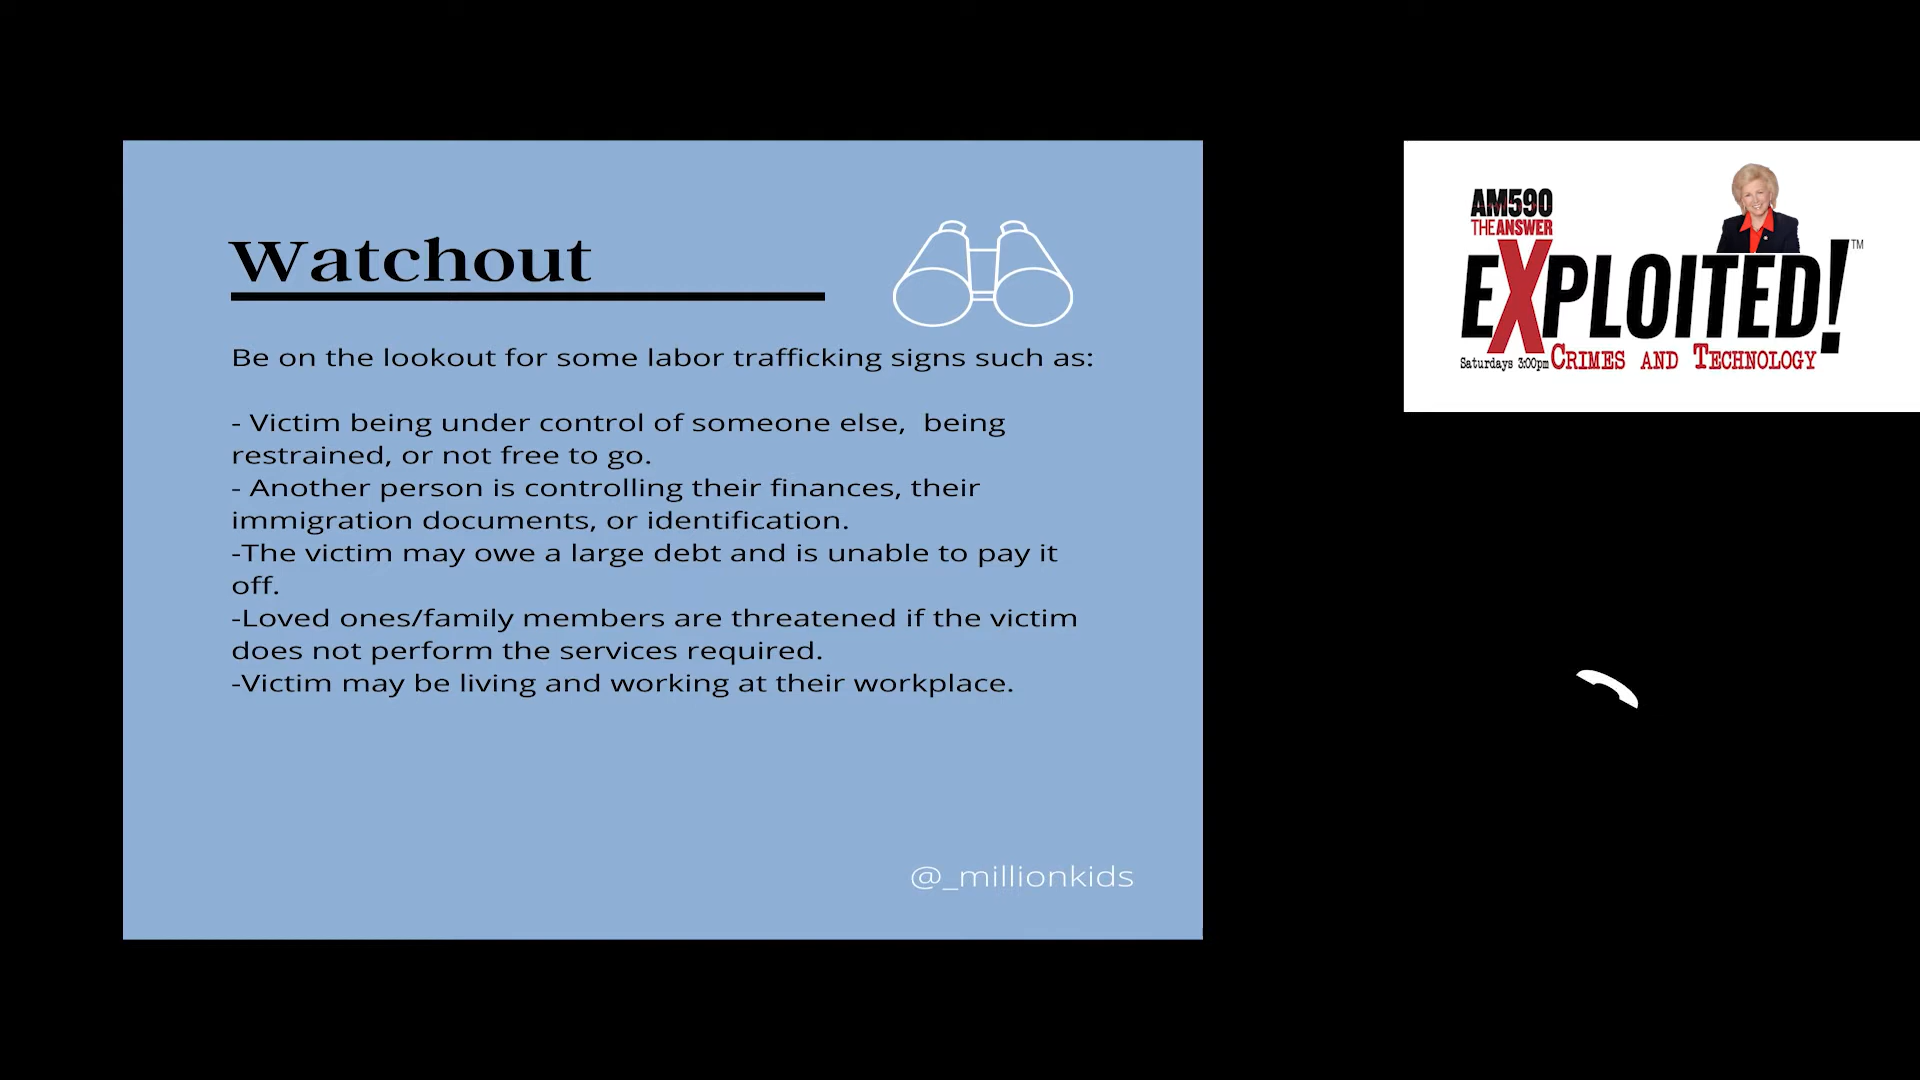 Watchout
Be on the lookout for some labor trafficking signs such as:
- Victim being under control of someone else,  being
restrained, or not free to go.
- Another person is controlling their finances, their
immigration documents, or identification.
-The victim may owe a large debt and is unable to pay it
off.
-Loved ones/family members are threatened if the victim
does not perform the services required.
-Victim may be living and working at their workplace.
@_millionkids
AM590
THE ANSWER
EXPLOITED!™
Saturdays 3:00pm CRIMES AND TECHNOLOGY